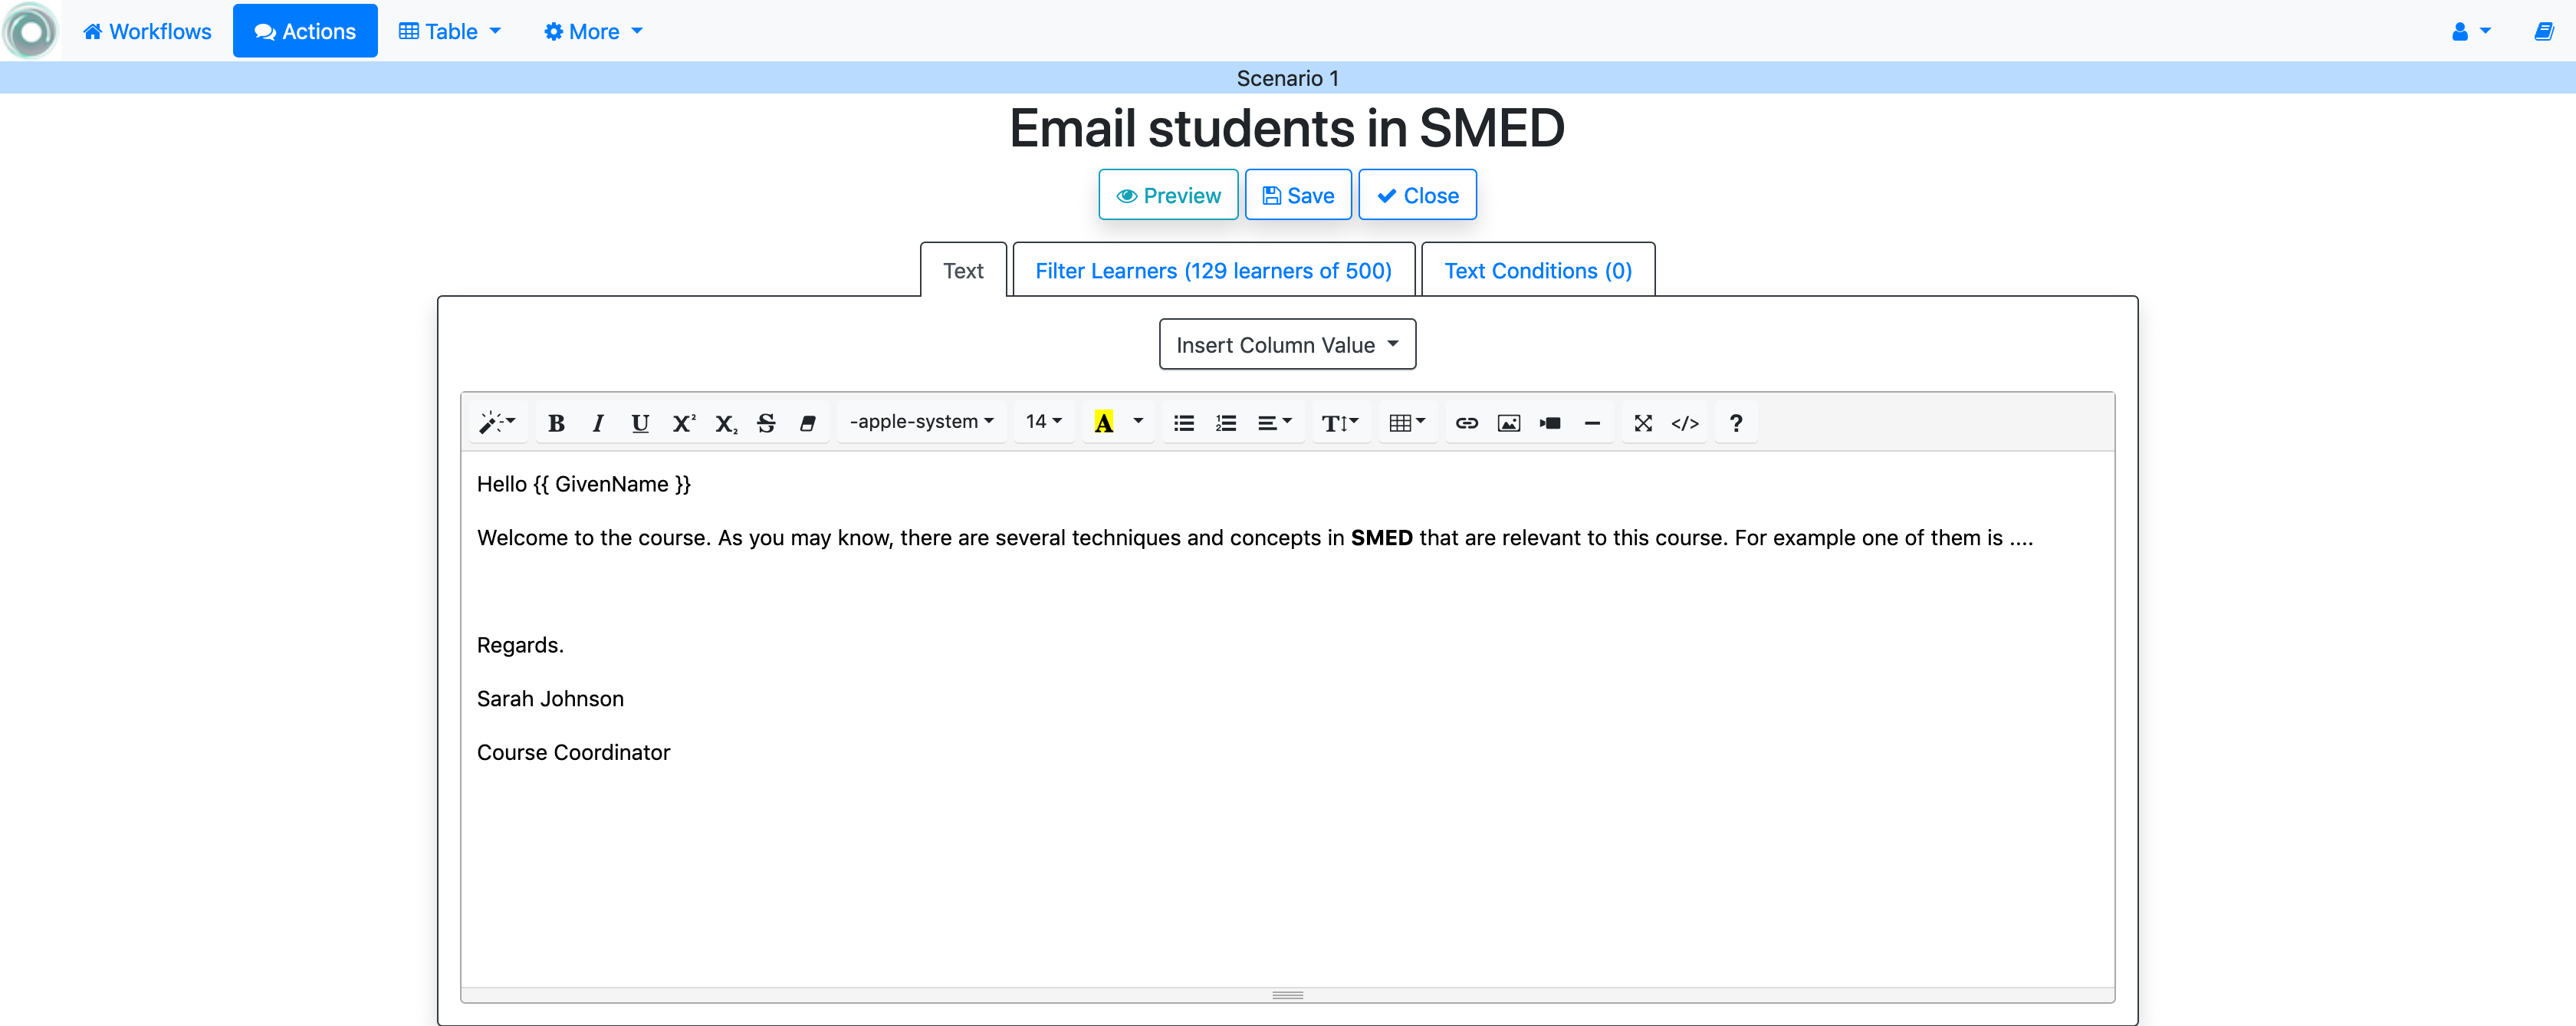 Workflows Actions Table More
Scenario 1
Email students in SMED
Preview Save Close
Text Filter Learners (129 learners of 500) Text Conditions (0)
Insert Column Value
B I U X² X₂ S -apple-system 14 A T </> ?
Hello {{ GivenName }}
Welcome to the course. As you may know, there are several techniques and concepts in SMED that are relevant to this course. For example one of them is ....
Regards.
Sarah Johnson
Course Coordinator